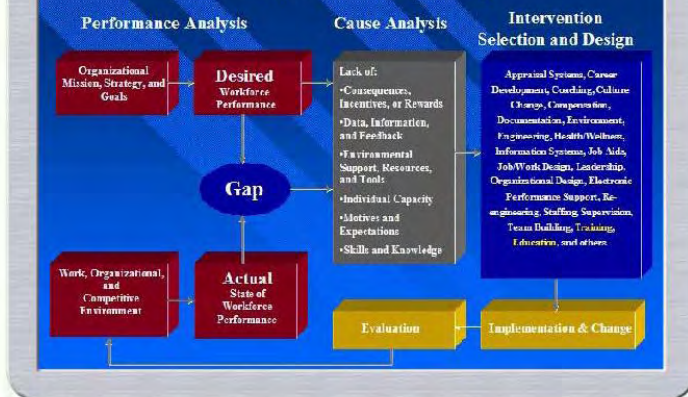 Performance Analysis
Cause Analysis
Intervention
Selection and Design
Organizational
Mission, Strategy, and
Goals
Desired
Workforce
Performance
Gap
Work, Organizational,
and
Competitive
Environment
Actual
State of
Workforce
Performance
Lack of:
•Consequences,
Incentives, or Rewards
•Data, Information,
and Feedback
•Environmental
Support, Resources,
and Tools
•Individual Capacity
•Motives and
Expectations
•Skills and Knowledge
Appraisal Systems, Career
Development, Coaching, Culture
Change, Compensation,
Documentation, Environment,
Engineering, Health/Wellness,
Information Systems, Job Aids,
Job/Work Design, Leadership,
Organizational Design, Electronic
Performance Support, Re-
engineering, Staffing, Supervision,
Team Building, Training,
Education, and others
Evaluation
Implementation & Change